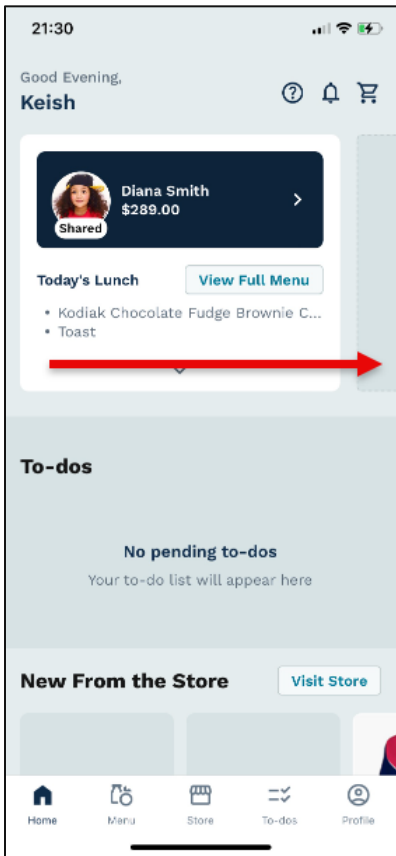 21:30
Good Evening,
Keish
Diana Smith
$289.00
Shared
Today's Lunch
View Full Menu
• Kodiak Chocolate Fudge Brownie C...
• Toast
To-dos
No pending to-dos
Your to-do list will appear here
New From the Store
Visit Store
Home
Menu
Store
To-dos
Profile